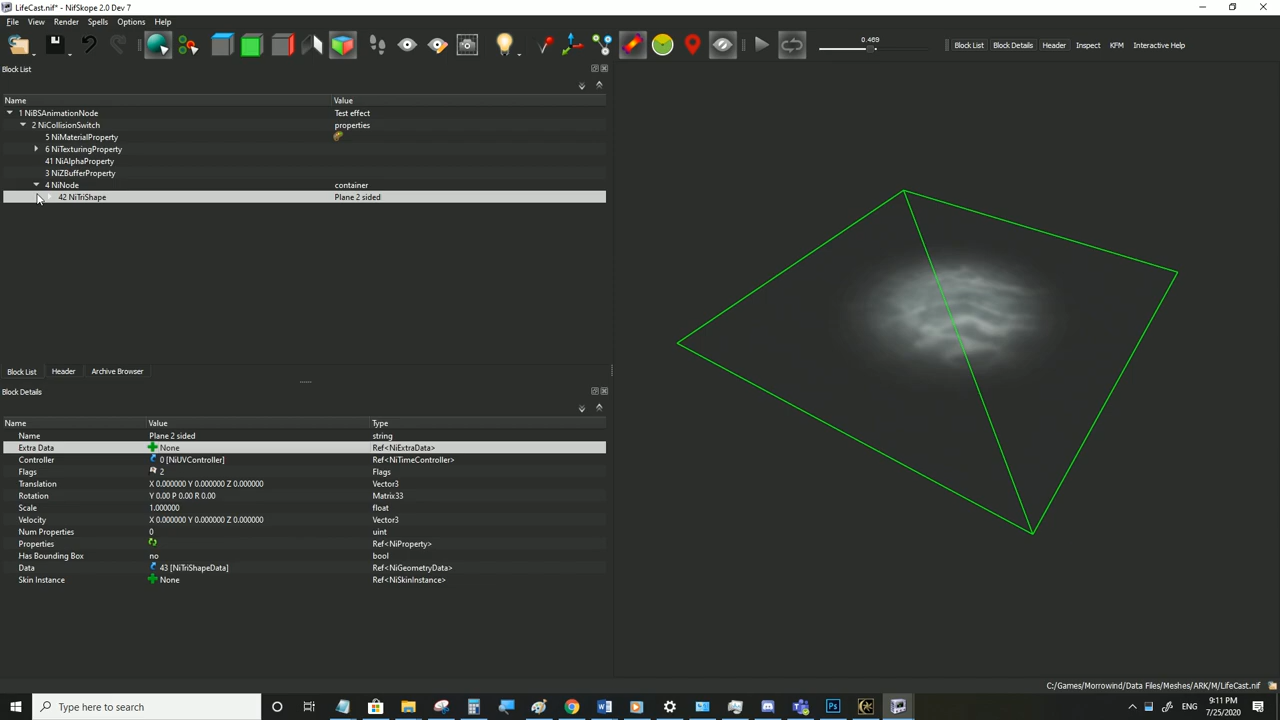 LifeCast.nif* - NifSkope 2.0 Dev 7
File View Render Spells Options Help
0.469
Block List Block Details Header Inspect KFM Interactive Help
Block List
Name Value
1 NiBSAnimationNode Test effect
2 NiCollisionSwitch properties
5 NiMaterialProperty
6 NiTexturingProperty
41 NiAlphaProperty
3 NiZBufferProperty
4 NiNode container
42 NiTriShape Plane 2 sided
Block List Header Archive Browser
Block Details
Name Value Type
Name Plane 2 sided string
Extra Data None Ref<NiExtraData>
Controller 0 [NiUVController] Ref<NiTimeController>
Flags 2 Flags
Translation X 0.000000 Y 0.000000 Z 0.000000 Vector3
Rotation Y 0.00 P 0.00 R 0.00 Matrix33
Scale 1.000000 float
Velocity X 0.000000 Y 0.000000 Z 0.000000 Vector3
Num Properties 0 uint
Properties Ref<NiProperty>
Has Bounding Box no bool
Data 43 [NiTriShapeData] Ref<NiGeometryData>
Skin Instance None Ref<NiSkinInstance>
C:/Games/Morrowind/Data Files/Meshes/ARK/M/LifeCast.nif
Type here to search
ENG
9:11 PM
7/25/2020